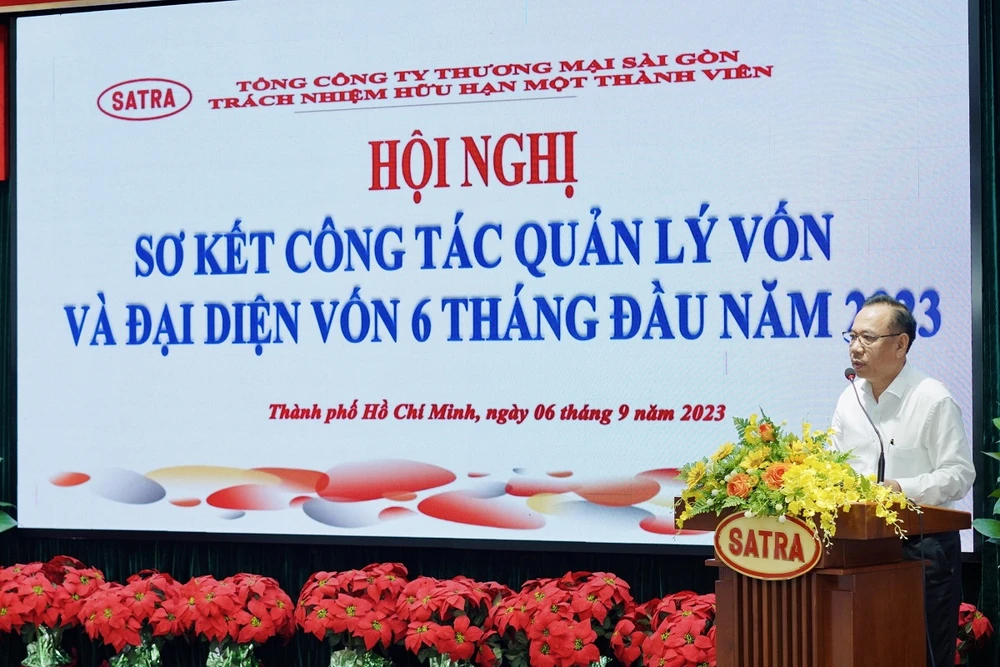 SATRA
TỔNG CÔNG TY THƯƠNG MẠI SÀI GÒN
TRÁCH NHIỆM HỮU HẠN MỘT THÀNH VIÊN
HỘI NGHỊ
SƠ KẾT CÔNG TÁC QUẢN LÝ VỐN
VÀ ĐẠI DIỆN VỐN 6 THÁNG ĐẦU NĂM 2023
Thành phố Hồ Chí Minh, ngày 06 tháng 9 năm 2023
SATRA